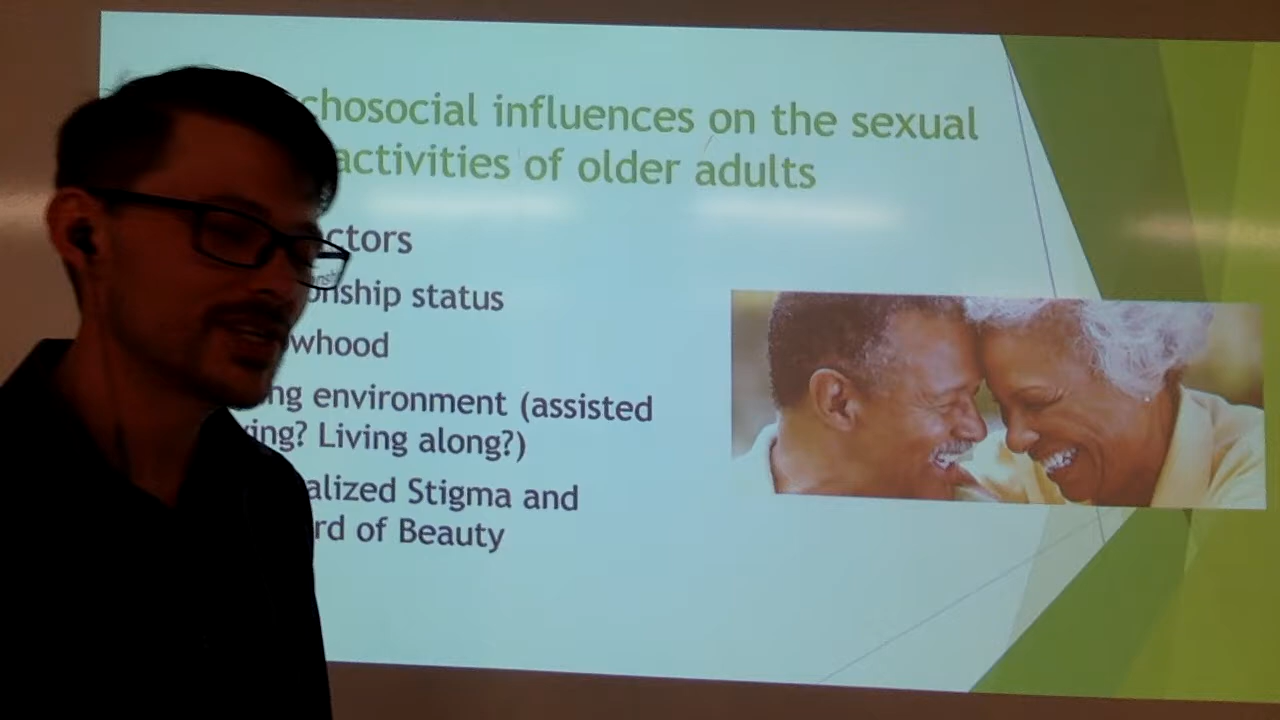 chosocial influences on the sexual
activities of older adults
ctors
onship status
whood
ng environment (assisted
ing? Living along?)
alized Stigma and
rd of Beauty